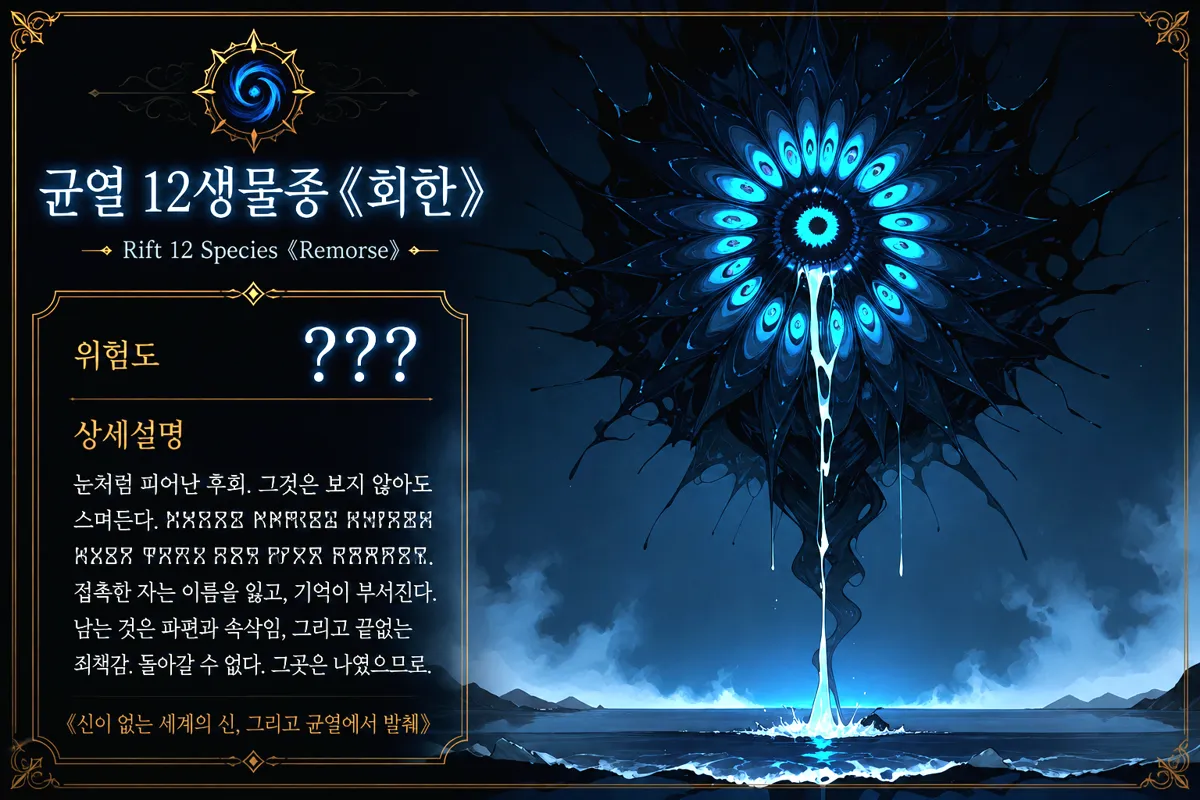 균열 12생물종《회한》
Rift 12 Species《Remorse》
위험도
???
상세설명
눈처럼 피어난 후회. 그것은 보지 않아도
스며든다.
접촉한 자는 이름을 잃고, 기억이 부서진다.
남는 것은 파편과 속삭임, 그리고 끝없는
죄책감. 돌아갈 수 없다. 그곳은 나였으므로.
《신이 없는 세계의 신, 그리고 균열에서 발췌》